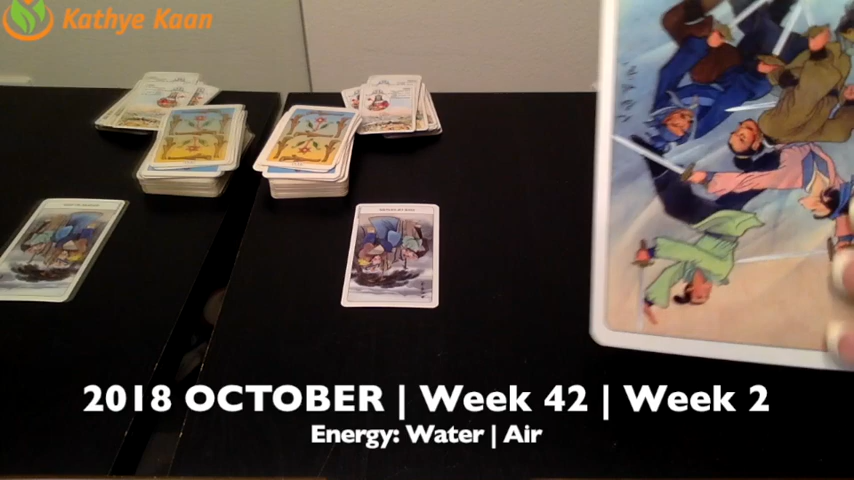 Kathye Kaan
2018 OCTOBER | Week 42 | Week 2
Energy: Water | Air